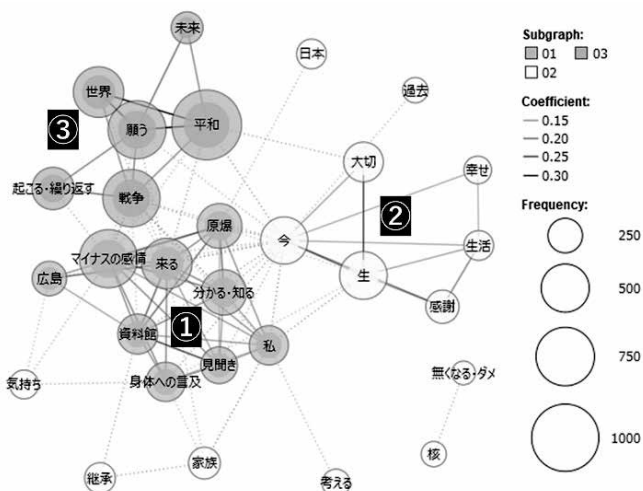 未来
日本
世界
過去
③
願う
平和
大切
起こる・繰り返す
戦争
幸せ
②
原爆
今
生活
マイナスの感情
来る
広島
分かる・知る
生
感謝
資料館
①
私
見聞き
気持ち
身体への言及
無くなる・ダメ
家族
核
継承
考える
Subgraph:
01 03
02
Coefficient:
0.15
0.20
0.25
0.30
Frequency:
250
500
750
1000